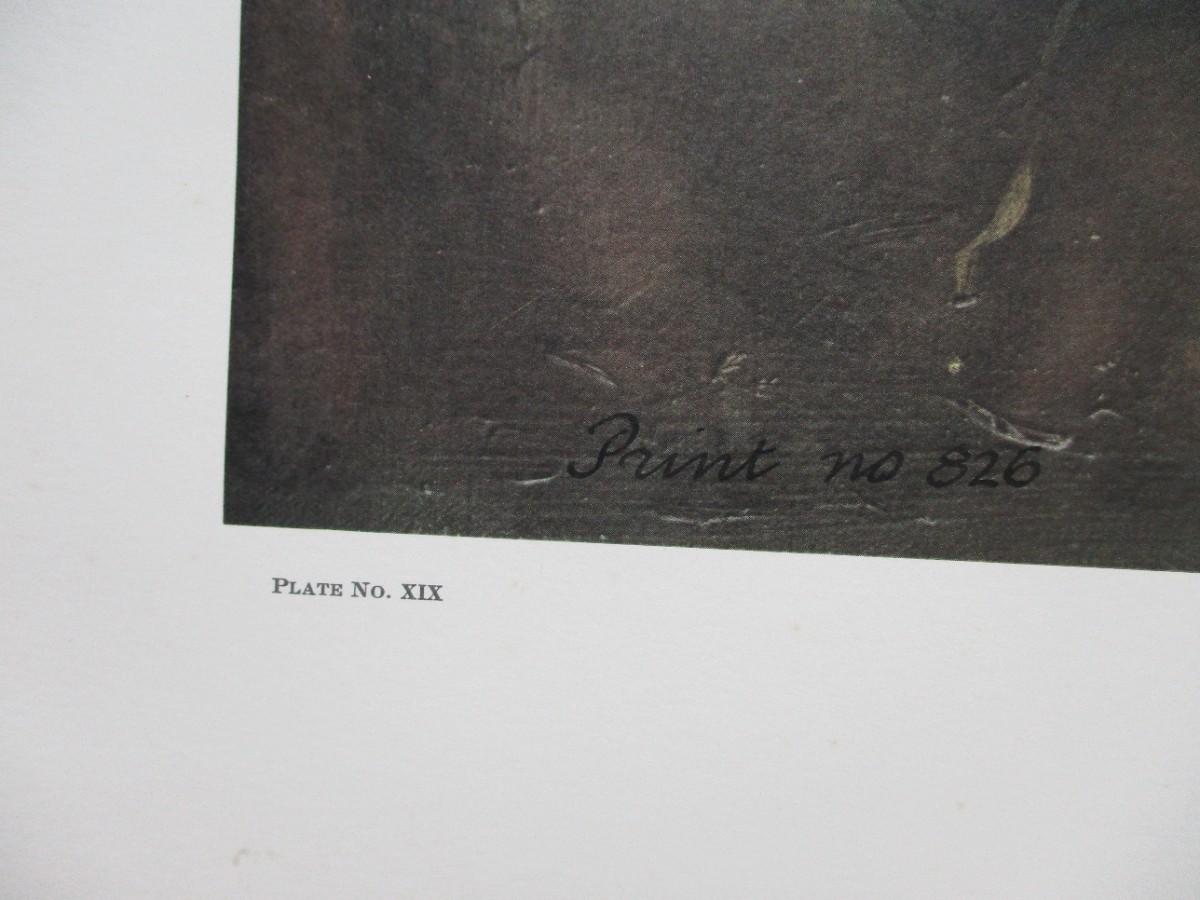 Print no 826
PLATE NO. XIX